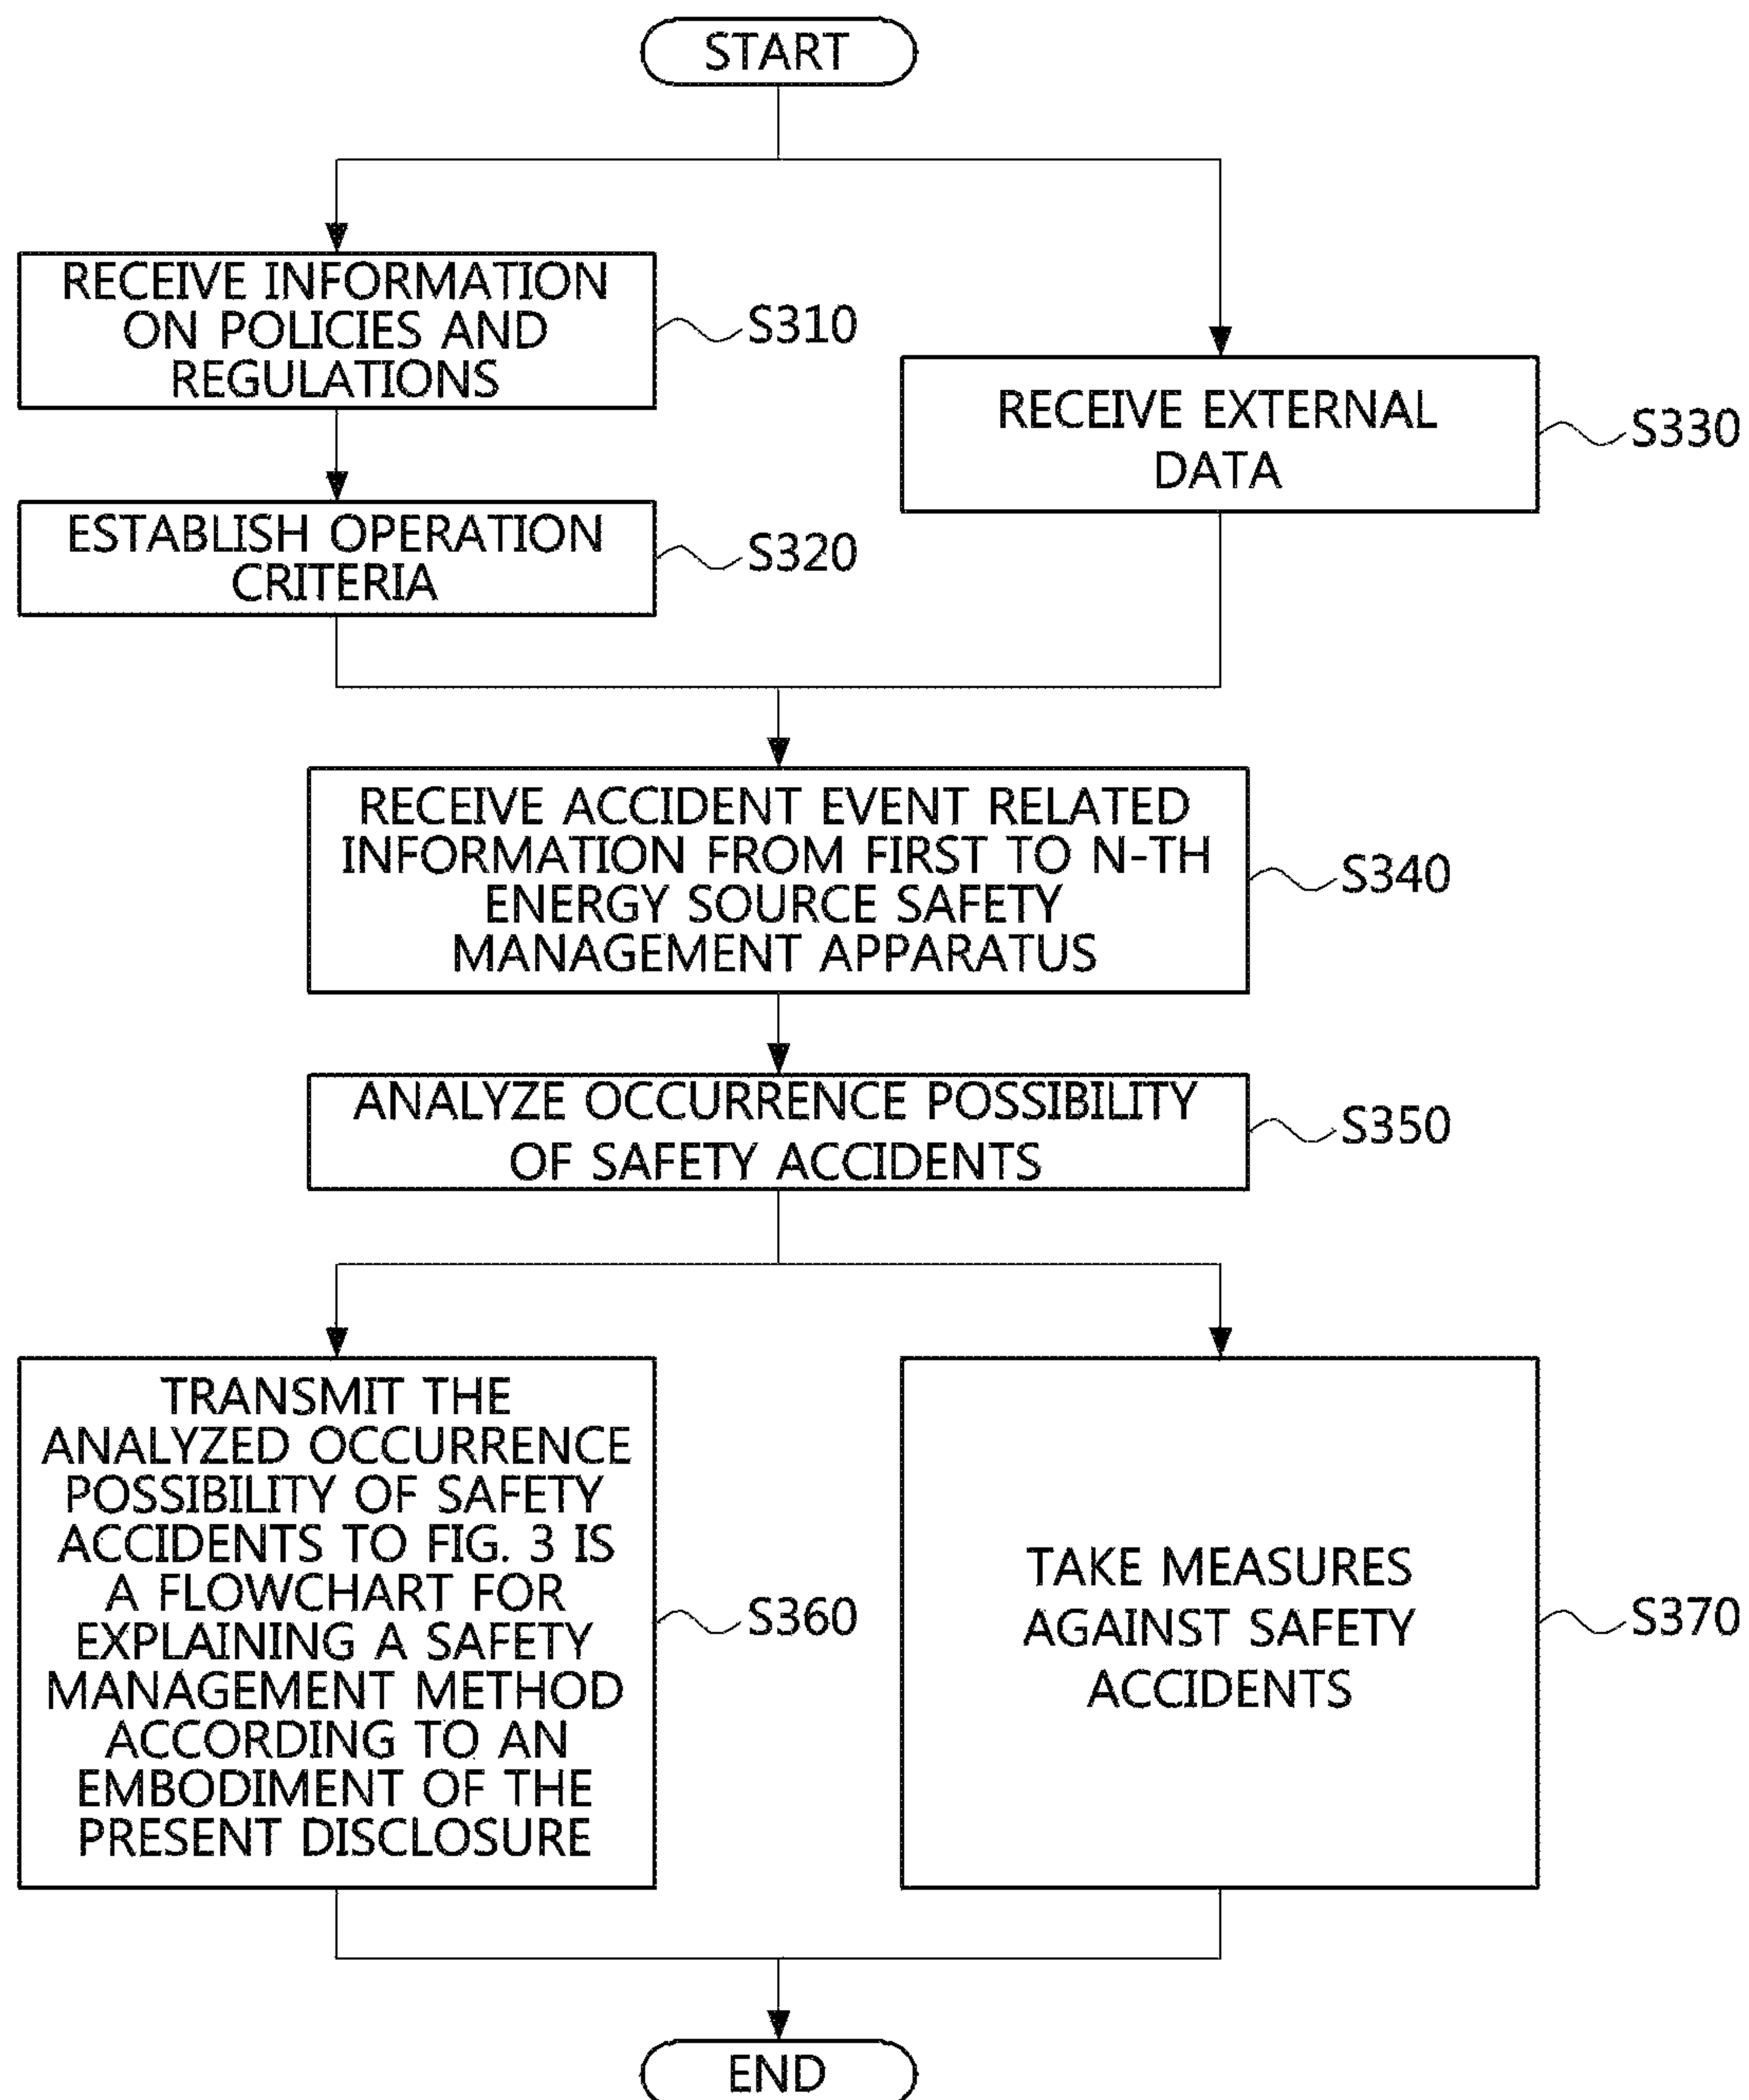 START
RECEIVE INFORMATION
ON POLICIES AND
REGULATIONS
S310
RECEIVE EXTERNAL
DATA
S330
ESTABLISH OPERATION
CRITERIA
S320
RECEIVE ACCIDENT EVENT RELATED
INFORMATION FROM FIRST TO N-TH
ENERGY SOURCE SAFETY
MANAGEMENT APPARATUS
S340
ANALYZE OCCURRENCE POSSIBILITY
OF SAFETY ACCIDENTS
S350
TRANSMIT THE
ANALYZED OCCURRENCE
POSSIBILITY OF SAFETY
ACCIDENTS TO FIG. 3 IS
A FLOWCHART FOR
EXPLAINING A SAFETY
MANAGEMENT METHOD
ACCORDING TO AN
EMBODIMENT OF THE
PRESENT DISCLOSURE
S360
TAKE MEASURES
AGAINST SAFETY
ACCIDENTS
S370
END